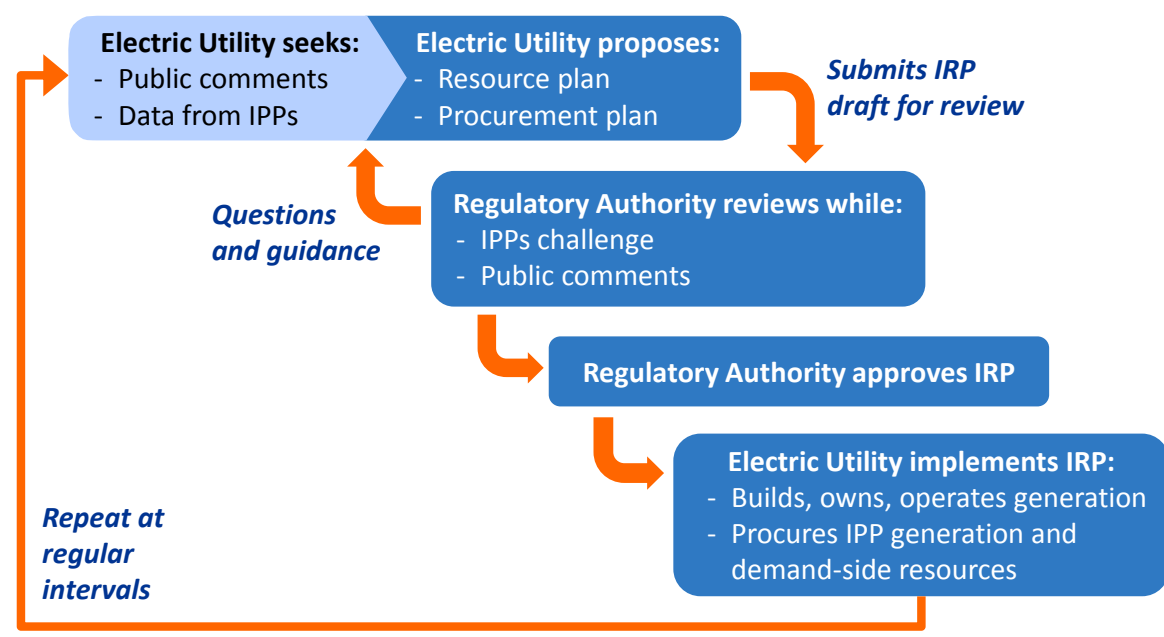 Electric Utility seeks:
- Public comments
- Data from IPPs
Electric Utility proposes:
- Resource plan
- Procurement plan
Submits IRP
draft for review
Questions
and guidance
Regulatory Authority reviews while:
- IPPs challenge
- Public comments
Regulatory Authority approves IRP
Electric Utility implements IRP:
- Builds, owns, operates generation
- Procures IPP generation and
demand-side resources
Repeat at
regular
intervals